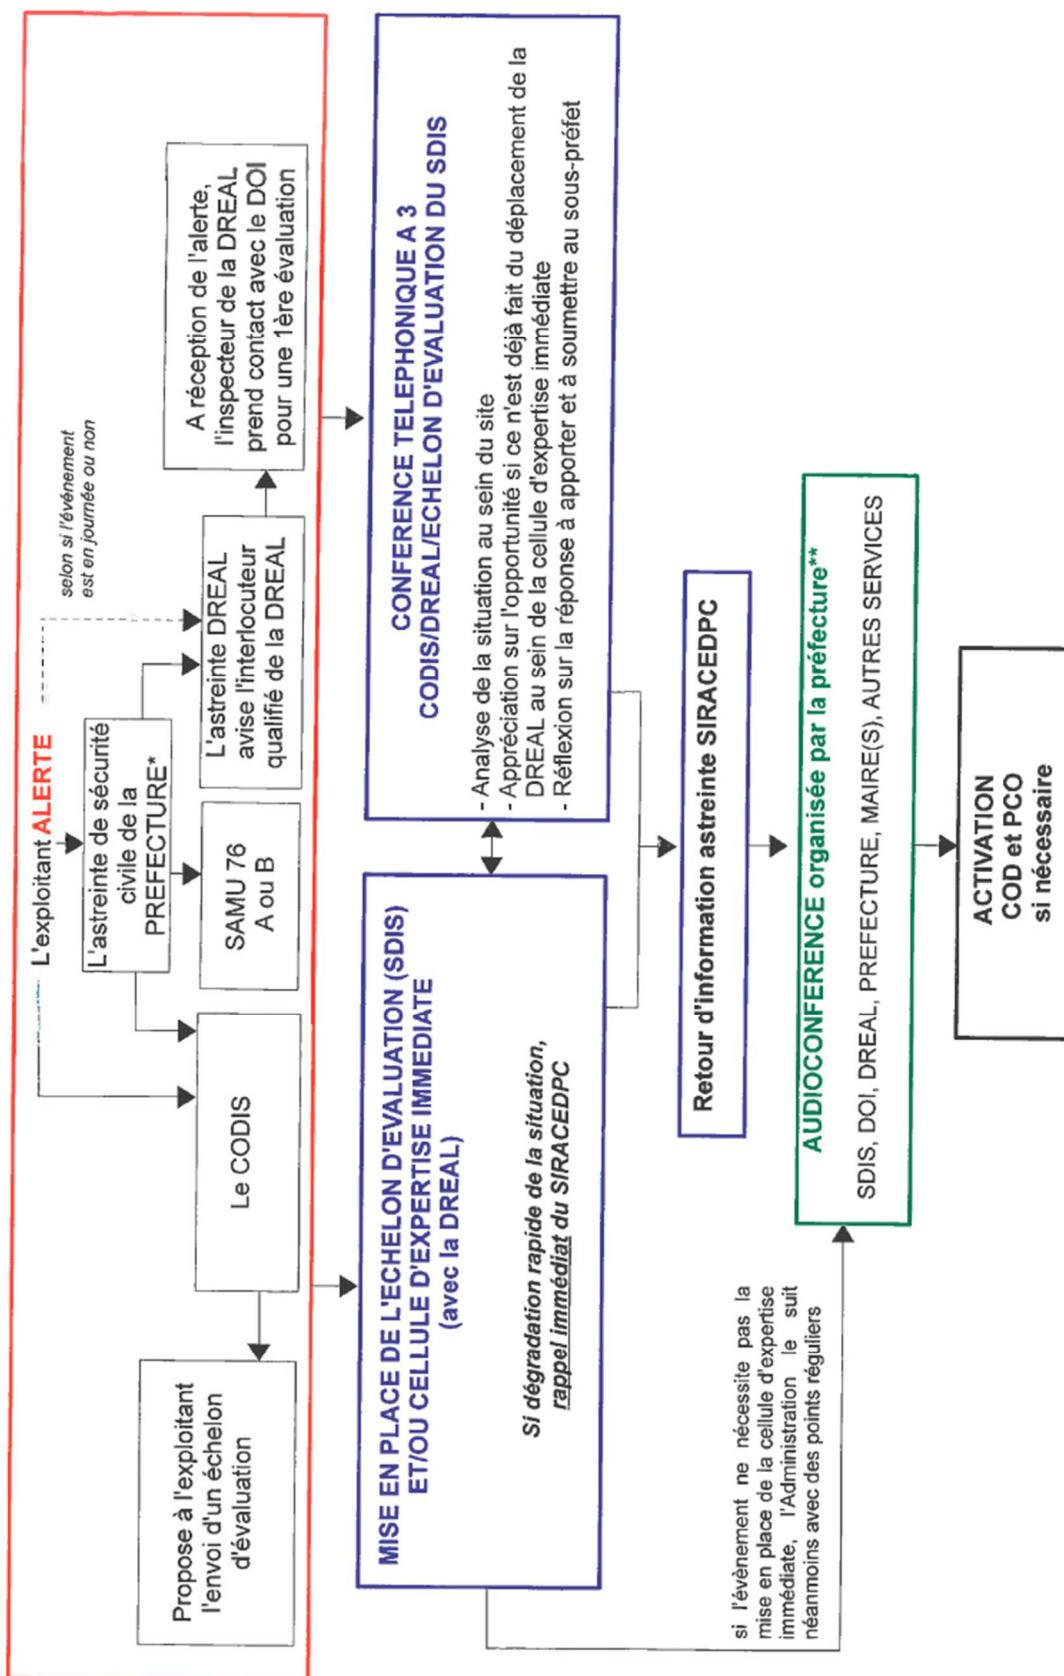 L'exploitant ALERTE
selon si l'événement
est en journée ou non
L'astreinte de sécurité
civile de la
PREFECTURE*
Propose à l'exploitant
l'envoi d'un échelon
d'évaluation
Le CODIS
SAMU 76
A ou B
L'astreinte DREAL
avise l'interlocuteur
qualifié de la DREAL
A réception de l'alerte,
l'inspecteur de la DREAL
prend contact avec le DOI
pour une 1ère évaluation
MISE EN PLACE DE L'ECHELON D'EVALUATION (SDIS)
ET/OU CELLULE D'EXPERTISE IMMEDIATE
(avec la DREAL)
Si dégradation rapide de la situation,
rappel immédiat du SIRACEDPC
CONFERENCE TELEPHONIQUE A 3
CODIS/DREAL/ECHELON D'EVALUATION DU SDIS
- Analyse de la situation au sein du site
- Appréciation sur l'opportunité si ce n'est déjà fait du déplacement de la
DREAL au sein de la cellule d'expertise immédiate
- Réflexion sur la réponse à apporter et à soumettre au sous-préfet
Retour d'information astreinte SIRACEDPC
si l'évènement ne nécessite pas la
mise en place de la cellule d'expertise
immédiate, l'Administration le suit
néanmoins avec des points réguliers
AUDIOCONFERENCE organisée par la préfecture**
SDIS, DOI, DREAL, PREFECTURE, MAIRE(S), AUTRES SERVICES
ACTIVATION
COD et PCO
si nécessaire